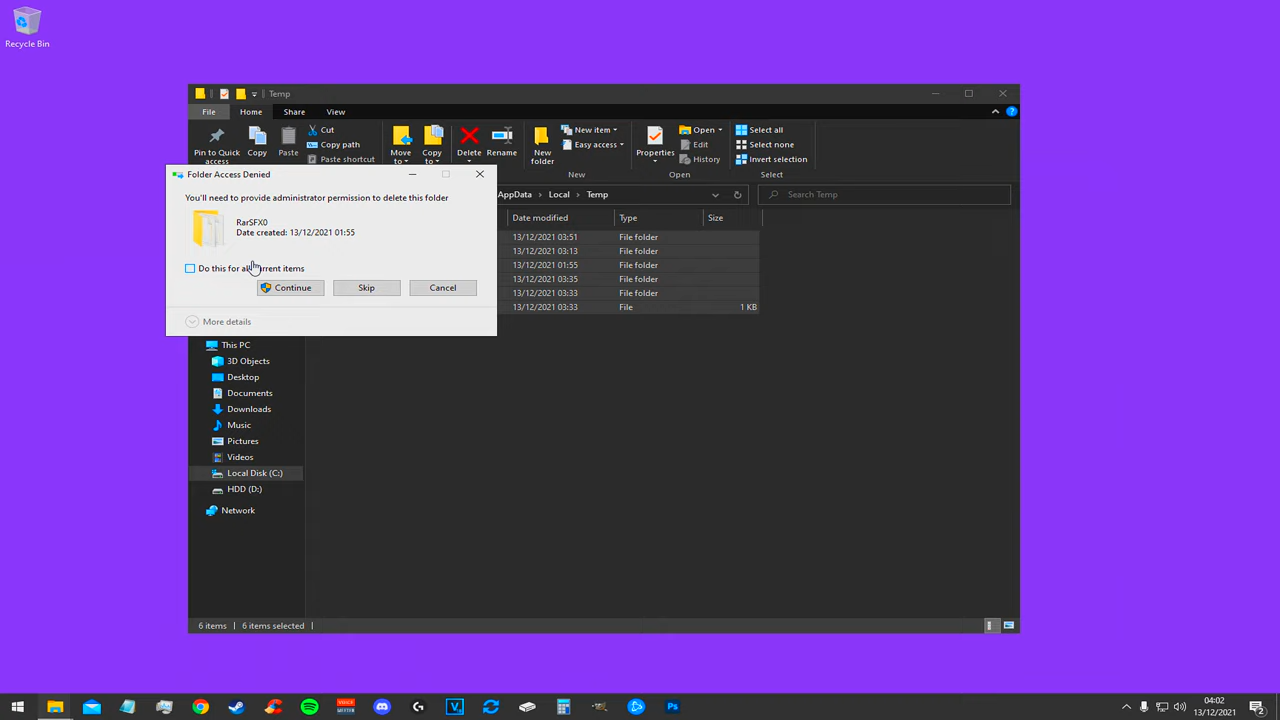 Recycle Bin
Temp
File Home Share View
Pin to Quick access
Copy
Paste
Cut
Copy path
Paste shortcut
Move to
Copy to
Delete
Rename
New folder
New item
Easy access
Properties
Open
Edit
History
Select all
Select none
Invert selection
New
Open
Select
AppData Local Temp
Search Temp
Folder Access Denied
You'll need to provide administrator permission to delete this folder
RarSFX0
Date created: 13/12/2021 01:55
Do this for all current items
Continue Skip Cancel
More details
Date modified Type Size
13/12/2021 03:51 File folder
13/12/2021 03:13 File folder
13/12/2021 01:55 File folder
13/12/2021 03:35 File folder
13/12/2021 03:33 File folder
13/12/2021 03:33 File 1 KB
This PC
3D Objects
Desktop
Documents
Downloads
Music
Pictures
Videos
Local Disk (C:)
HDD (D:)
Network
6 items 6 items selected
VOICE
MEETER
Ps
04:02
13/12/2021
2